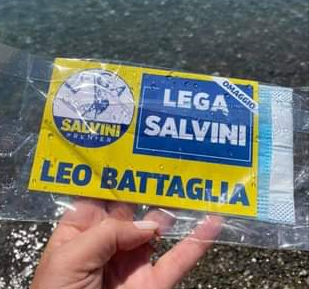 LEGA
SALVINI
PREMIER
OMAGGIO
LEGA
SALVINI
LEO BATTAGLIA